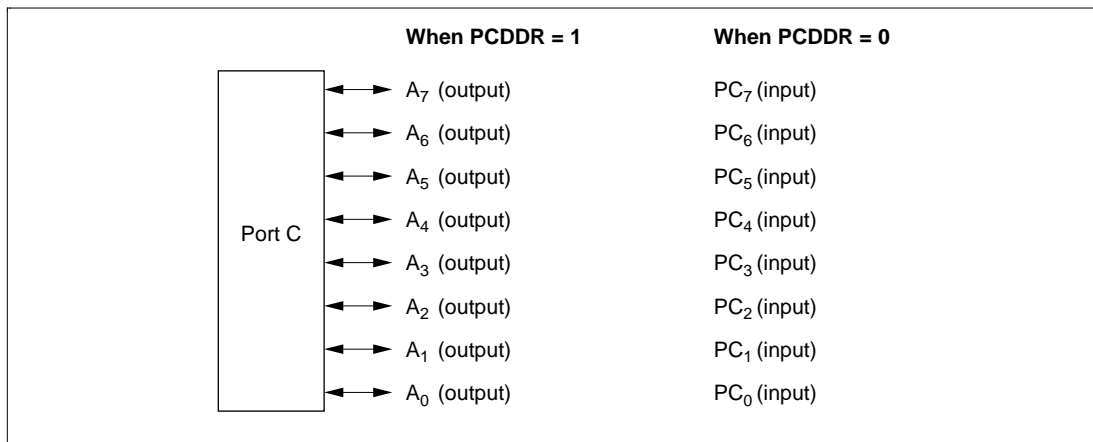 When PCDDR = 1 When PCDDR = 0
A7 (output) PC7 (input)
A6 (output) PC6 (input)
A5 (output) PC5 (input)
A4 (output) PC4 (input)
Port C
A3 (output) PC3 (input)
A2 (output) PC2 (input)
A1 (output) PC1 (input)
A0 (output) PC0 (input)